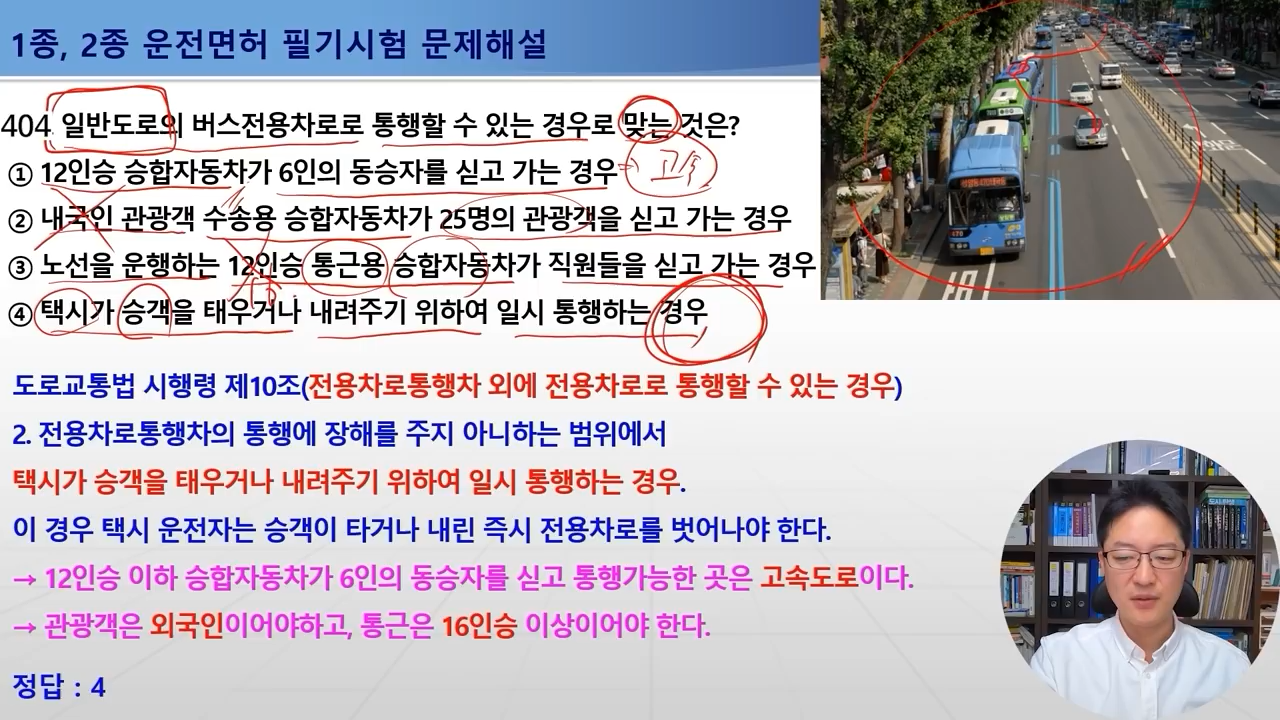 1종, 2종 운전면허 필기시험 문제해설
404. 일반도로의 버스전용차로로 통행할 수 있는 경우로 맞는 것은?
① 12인승 승합자동차가 6인의 동승자를 싣고 가는 경우
고속
② 내국인 관광객 수송용 승합자동차가 25명의 관광객을 싣고 가는 경우
③ 노선을 운행하는 12인승 통근용 승합자동차가 직원들을 싣고 가는 경우
④ 택시가 승객을 태우거나 내려주기 위하여 일시 통행하는 경우
도로교통법 시행령 제10조(전용차로통행차 외에 전용차로로 통행할 수 있는 경우)
2. 전용차로통행차의 통행에 장해를 주지 아니하는 범위에서
택시가 승객을 태우거나 내려주기 위하여 일시 통행하는 경우.
이 경우 택시 운전자는 승객이 타거나 내린 즉시 전용차로를 벗어나야 한다.
→ 12인승 이하 승합자동차가 6인의 동승자를 싣고 통행가능한 곳은 고속도로이다.
→ 관광객은 외국인이어야하고, 통근은 16인승 이상이어야 한다.
정답 : 4